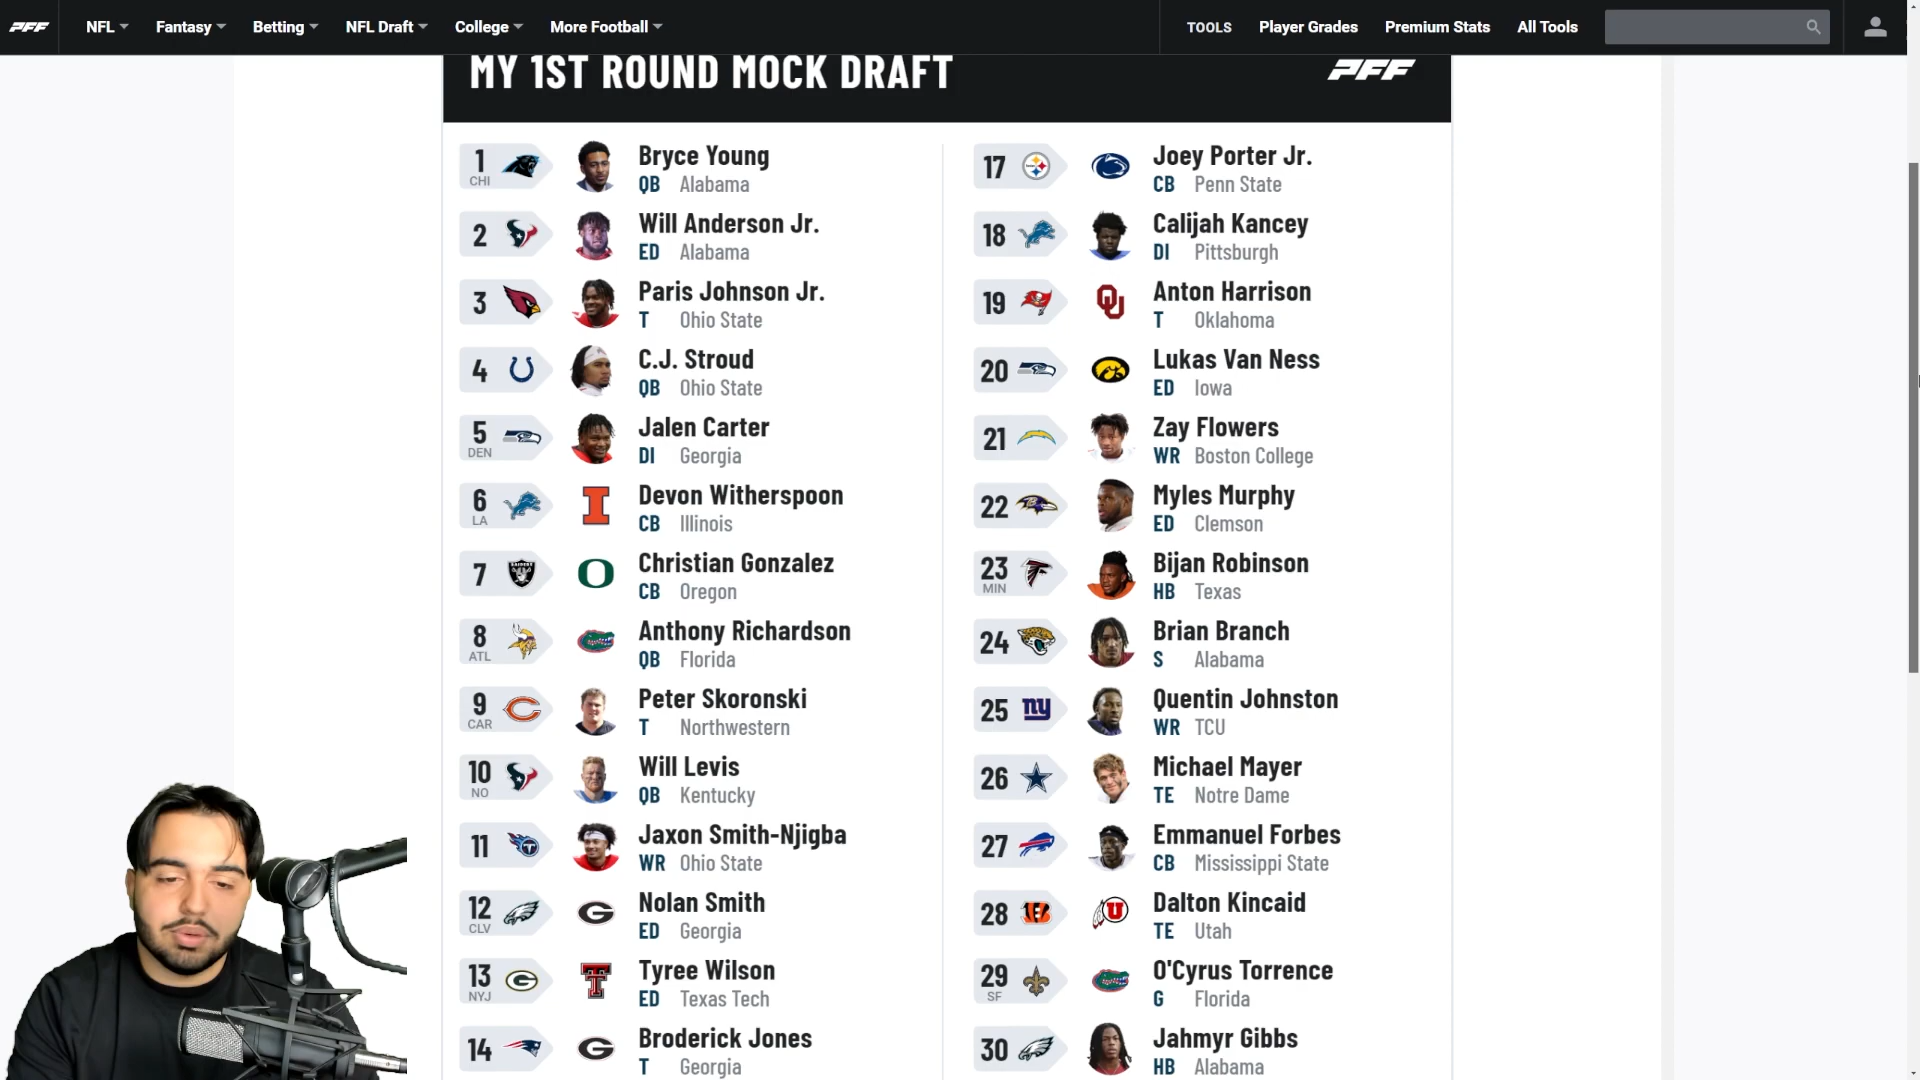 PFF
NFL
Fantasy
Betting
NFL Draft
College
More Football
TOOLS
Player Grades
Premium Stats
All Tools
MY 1ST ROUND MOCK DRAFT
PFF
1
CHI
Bryce Young
QB Alabama
2
Will Anderson Jr.
ED Alabama
3
Paris Johnson Jr.
T Ohio State
4
C.J. Stroud
QB Ohio State
5
DEN
Jalen Carter
DI Georgia
6
LA
Devon Witherspoon
CB Illinois
7
RAIDERS
Christian Gonzalez
CB Oregon
8
ATL
Anthony Richardson
QB Florida
9
CAR
Peter Skoronski
T Northwestern
10
NO
Will Levis
QB Kentucky
11
Jaxon Smith-Njigba
WR Ohio State
12
CLV
Nolan Smith
ED Georgia
13
NYJ
Tyree Wilson
ED Texas Tech
14
Broderick Jones
T Georgia
17
Joey Porter Jr.
CB Penn State
18
Calijah Kancey
DI Pittsburgh
19
Anton Harrison
T Oklahoma
20
Lukas Van Ness
ED Iowa
21
Zay Flowers
WR Boston College
22
Myles Murphy
ED Clemson
23
MIN
Bijan Robinson
HB Texas
24
Brian Branch
S Alabama
25
ny
Quentin Johnston
WR TCU
26
Michael Mayer
TE Notre Dame
27
Emmanuel Forbes
CB Mississippi State
28
Dalton Kincaid
TE Utah
29
SF
O'Cyrus Torrence
G Florida
30
Jahmyr Gibbs
HB Alabama